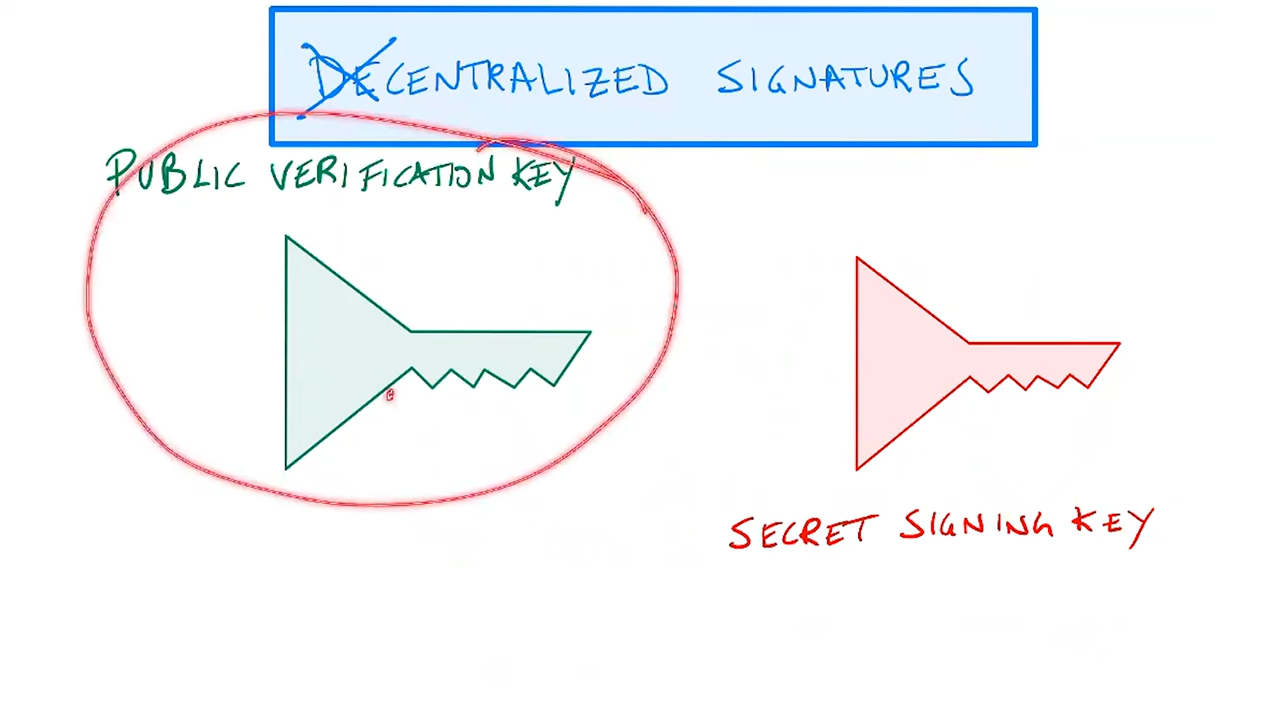 DECENTRALIZED SIGNATURES
PUBLIC VERIFICATION KEY
SECRET SIGNING KEY